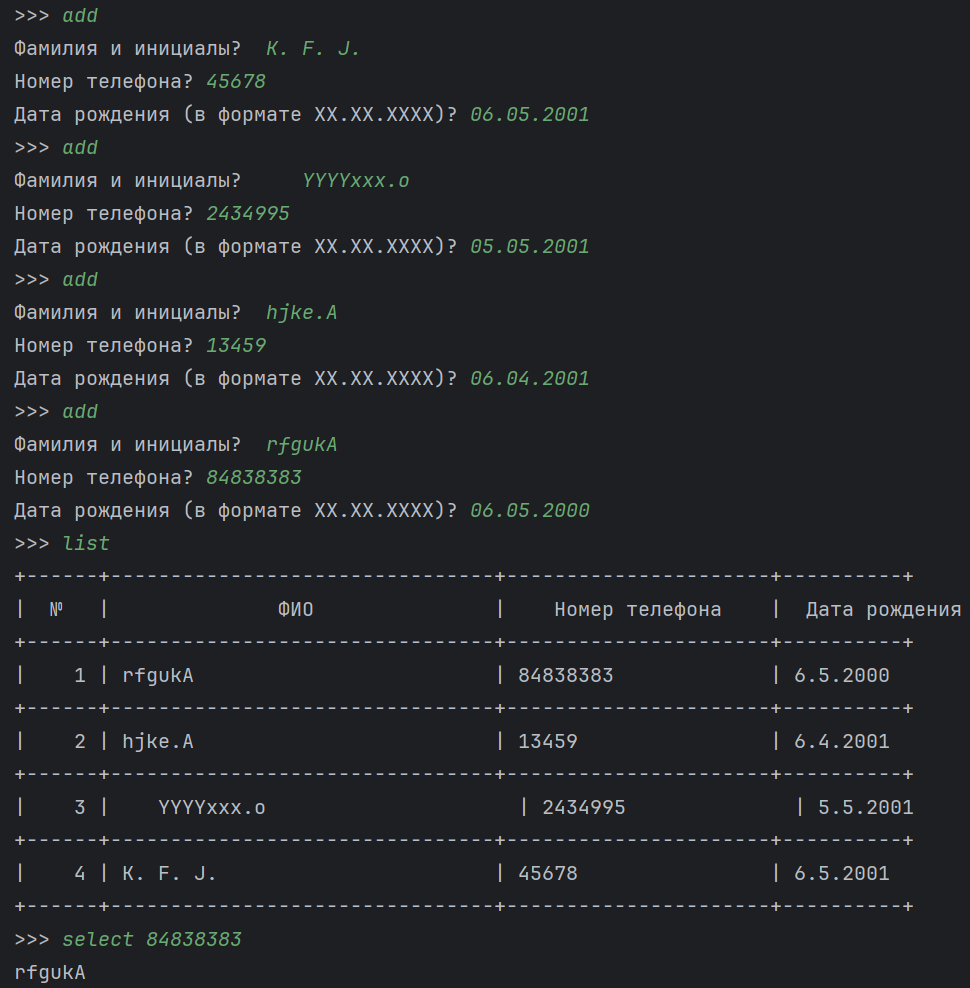 >>> add
Фамилия и инициалы?  K. F. J.
Номер телефона? 45678
Дата рождения (в формате XX.XX.XXXX)? 06.05.2001
>>> add
Фамилия и инициалы?     YYYYxxx.o
Номер телефона? 2434995
Дата рождения (в формате XX.XX.XXXX)? 05.05.2001
>>> add
Фамилия и инициалы?  hjke.A
Номер телефона? 13459
Дата рождения (в формате XX.XX.XXXX)? 06.04.2001
>>> add
Фамилия и инициалы?  rfgukA
Номер телефона? 84838383
Дата рождения (в формате XX.XX.XXXX)? 06.05.2000
>>> list
+------+--------------------------------+----------------------+----------+
|  №   |              ФИО               |    Номер телефона    |  Дата рождения
+------+--------------------------------+----------------------+----------+
|    1 | rfgukA                         | 84838383             | 6.5.2000
+------+--------------------------------+----------------------+----------+
|    2 | hjke.A                         | 13459                | 6.4.2001
+------+--------------------------------+----------------------+----------+
|    3 |    YYYYxxx.o                     | 2434995              | 5.5.2001
+------+--------------------------------+----------------------+----------+
|    4 | K. F. J.                       | 45678                | 6.5.2001
+------+--------------------------------+----------------------+----------+
>>> select 84838383
rfgukA